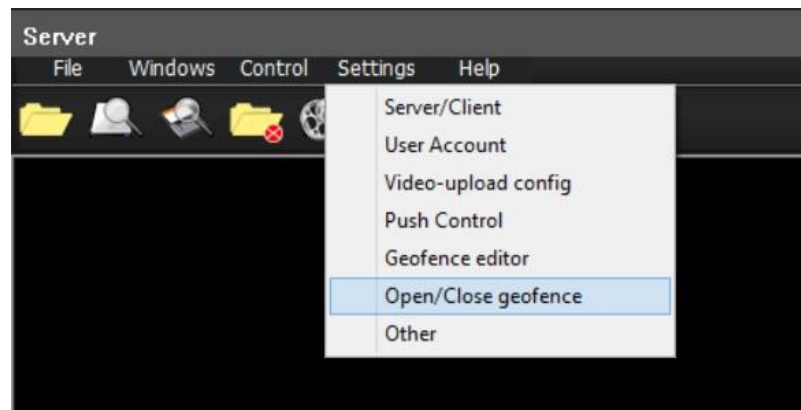 Server
File Windows Control Settings Help
Server/Client
User Account
Video-upload config
Push Control
Geofence editor
Open/Close geofence
Other